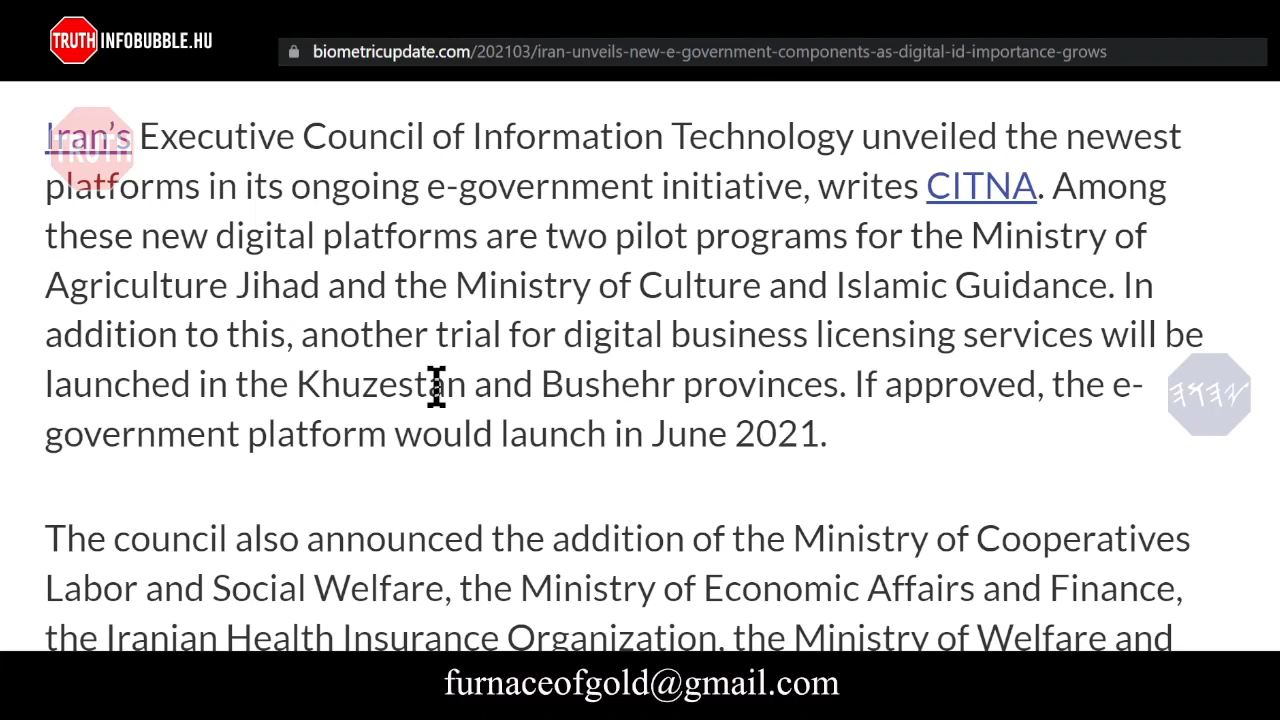 TRUTH INFOBUBBLE.HU
biometricupdate.com/202103/iran-unveils-new-e-government-components-as-digital-id-importance-grows
Iran's Executive Council of Information Technology unveiled the newest
platforms in its ongoing e-government initiative, writes CITNA. Among
these new digital platforms are two pilot programs for the Ministry of
Agriculture Jihad and the Ministry of Culture and Islamic Guidance. In
addition to this, another trial for digital business licensing services will be
launched in the Khuzestan and Bushehr provinces. If approved, the e-
government platform would launch in June 2021.
TRUTH
𐤉𐤄𐤅𐤄
The council also announced the addition of the Ministry of Cooperatives
Labor and Social Welfare, the Ministry of Economic Affairs and Finance,
the Iranian Health Insurance Organization, the Ministry of Welfare and
furnaceofgold@gmail.com